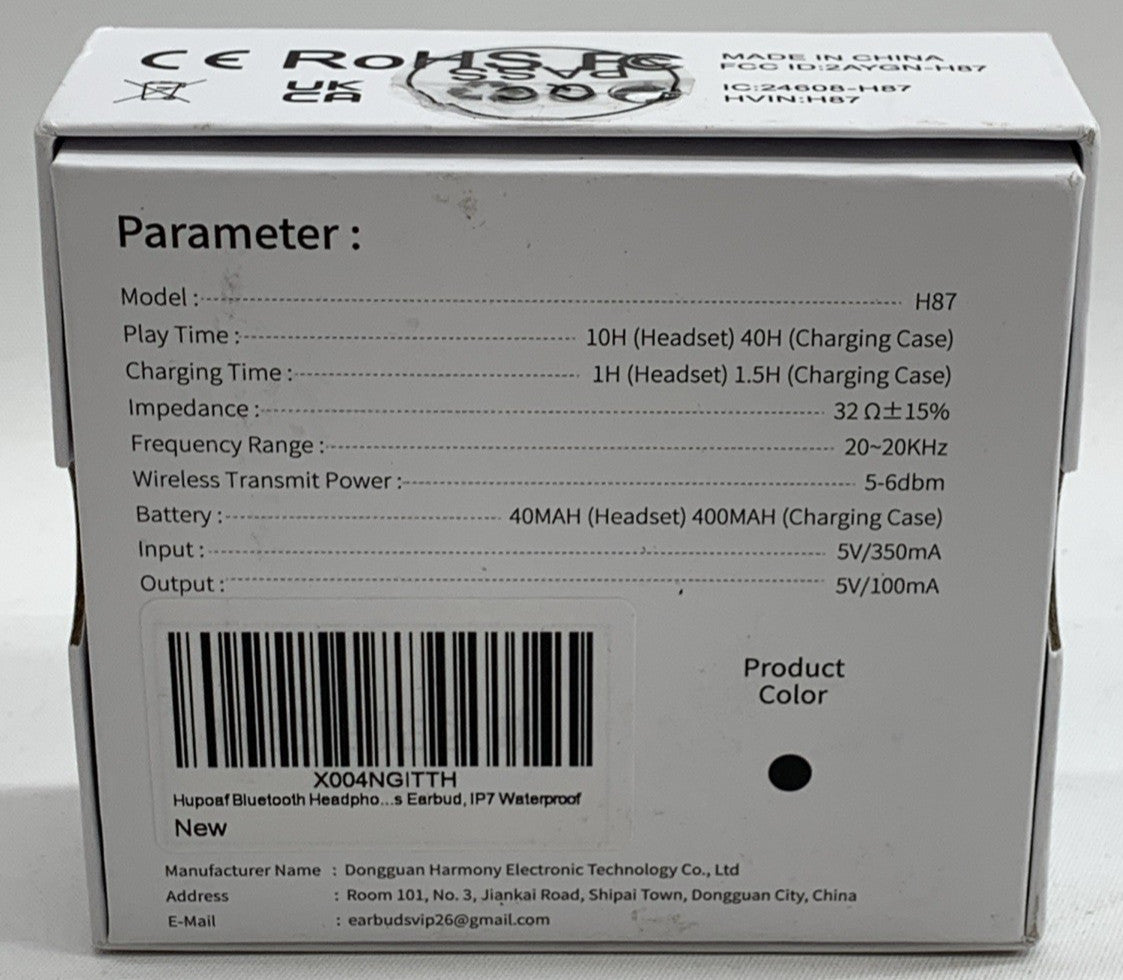 CE RoHS FC
PASS
QC
UK
CA
MADE IN CHINA
FCC ID:2AYGN-H87
IC:24608-H87
HVIN:H87
Parameter :
Model : H87
Play Time : 10H (Headset) 40H (Charging Case)
Charging Time : 1H (Headset) 1.5H (Charging Case)
Impedance : 32 Ω±15%
Frequency Range : 20~20KHz
Wireless Transmit Power : 5-6dbm
Battery : 40MAH (Headset) 400MAH (Charging Case)
Input : 5V/350mA
Output : 5V/100mA
X004NGITTH
Hupoaf Bluetooth Headpho...s Earbud, IP7 Waterproof
New
Product
Color
Manufacturer Name : Dongguan Harmony Electronic Technology Co., Ltd
Address : Room 101, No. 3, Jiankai Road, Shipai Town, Dongguan City, China
E-Mail : earbudsvip26@gmail.com